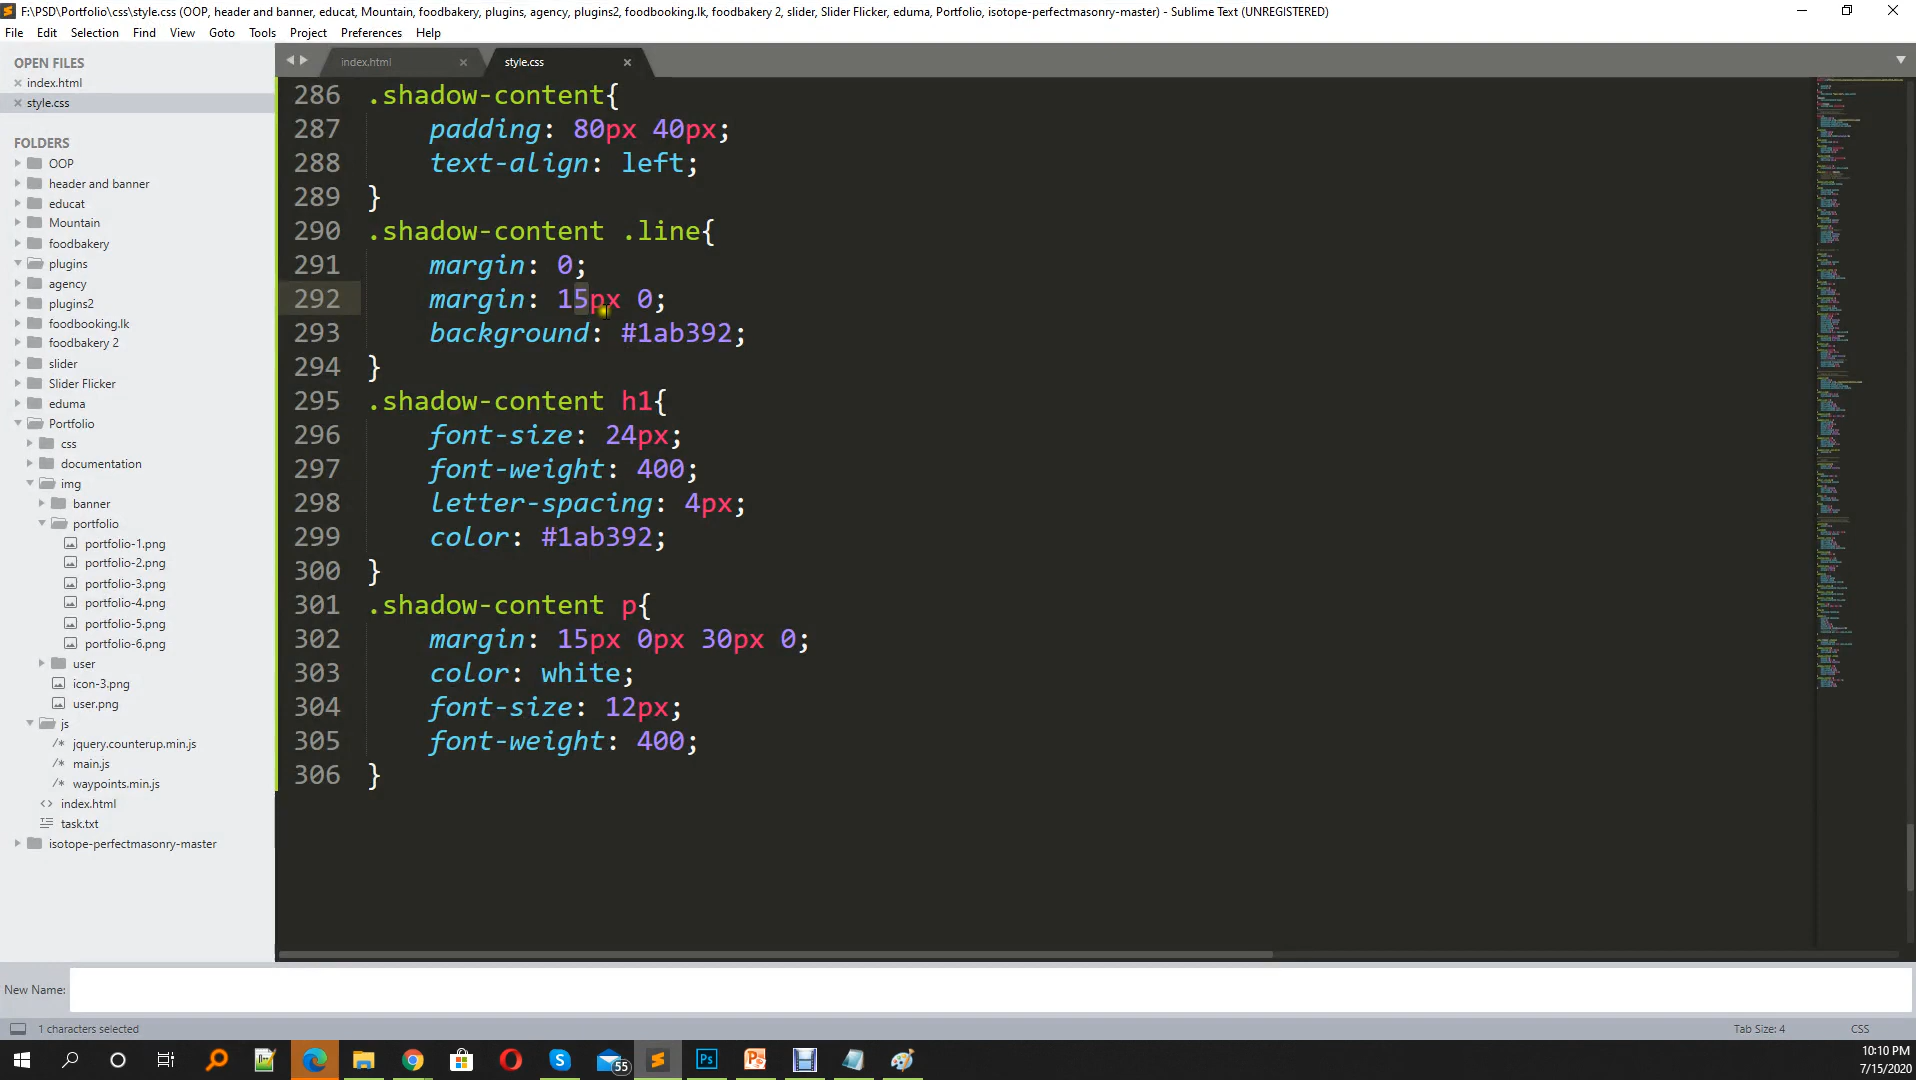 F:\PSD\Portfolio\css\style.css (OOP, header and banner, educat, Mountain, foodbakery, plugins, agency, plugins2, foodbooking.lk, foodbakery 2, slider, Slider Flicker, eduma, Portfolio, isotope-perfectmasonry-master) - Sublime Text (UNREGISTERED)
File Edit Selection Find View Goto Tools Project Preferences Help
OPEN FILES
index.html
style.css
FOLDERS
OOP
header and banner
educat
Mountain
foodbakery
plugins
agency
plugins2
foodbooking.lk
foodbakery 2
slider
Slider Flicker
eduma
Portfolio
css
documentation
img
banner
portfolio
portfolio-1.png
portfolio-2.png
portfolio-3.png
portfolio-4.png
portfolio-5.png
portfolio-6.png
user
icon-3.png
user.png
js
/* jquery.counterup.min.js
/* main.js
/* waypoints.min.js
<> index.html
task.txt
isotope-perfectmasonry-master
index.html style.css
286 .shadow-content{
287 padding: 80px 40px;
288 text-align: left;
289 }
290 .shadow-content .line{
291 margin: 0;
292 margin: 15px 0;
293 background: #1ab392;
294 }
295 .shadow-content h1{
296 font-size: 24px;
297 font-weight: 400;
298 letter-spacing: 4px;
299 color: #1ab392;
300 }
301 .shadow-content p{
302 margin: 15px 0px 30px 0;
303 color: white;
304 font-size: 12px;
305 font-weight: 400;
306 }
New Name:
1 characters selected Tab Size: 4 CSS
55
Ps
10:10 PM
7/15/2020